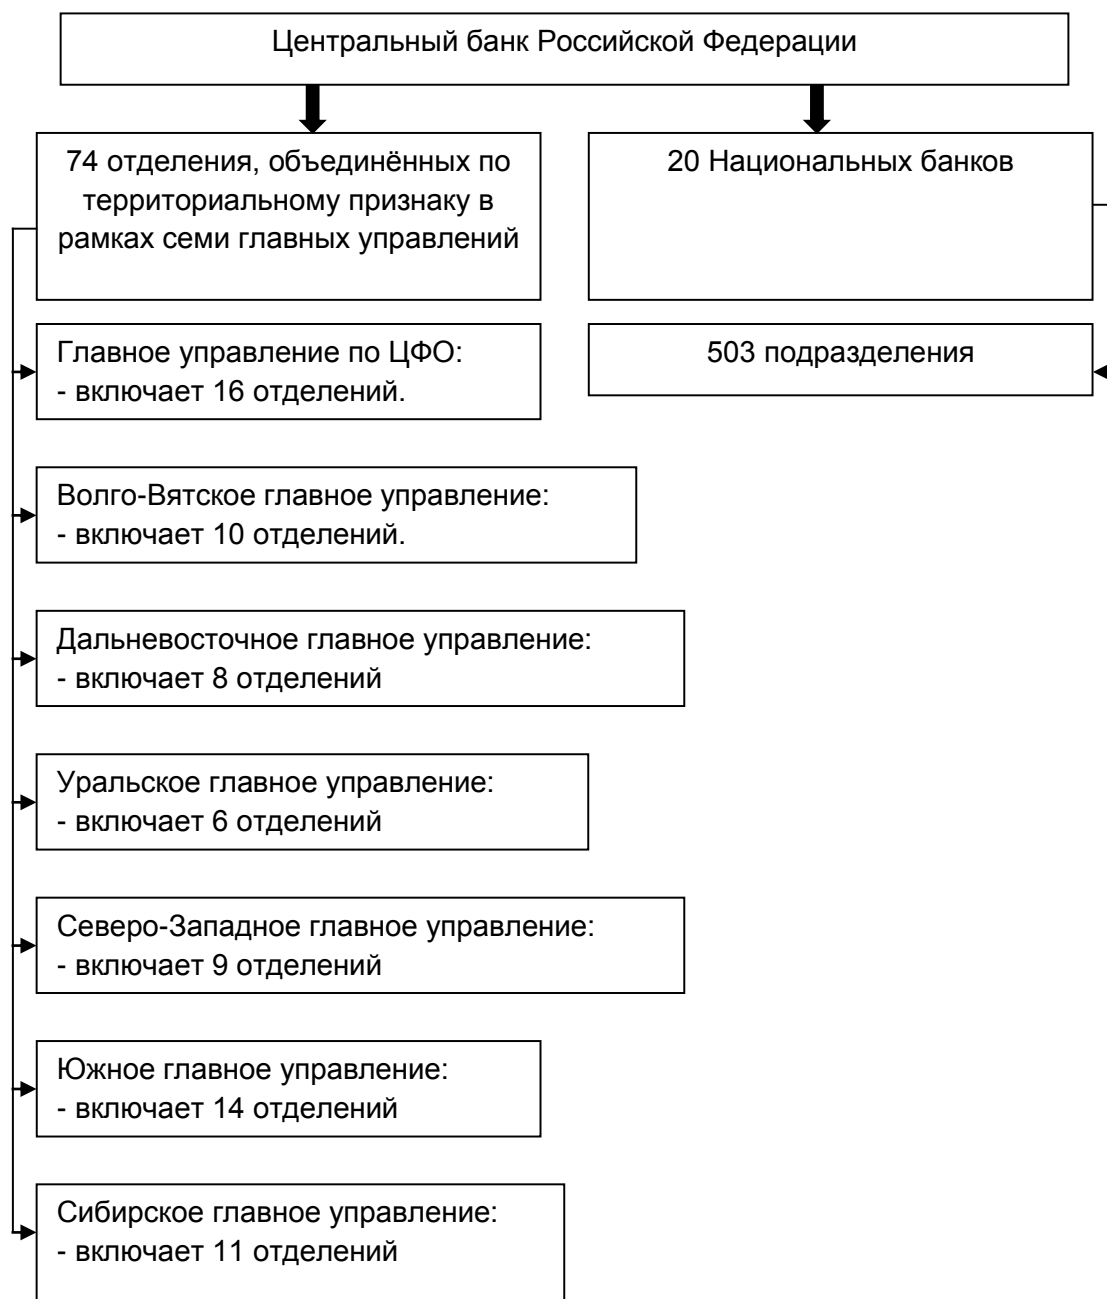 Центральный банк Российской Федерации
74 отделения, объединённых по
территориальному признаку в
рамках семи главных управлений
20 Национальных банков
Главное управление по ЦФО:
- включает 16 отделений.
503 подразделения
Волго-Вятское главное управление:
- включает 10 отделений.
Дальневосточное главное управление:
- включает 8 отделений
Уральское главное управление:
- включает 6 отделений
Северо-Западное главное управление:
- включает 9 отделений
Южное главное управление:
- включает 14 отделений
Сибирское главное управление:
- включает 11 отделений